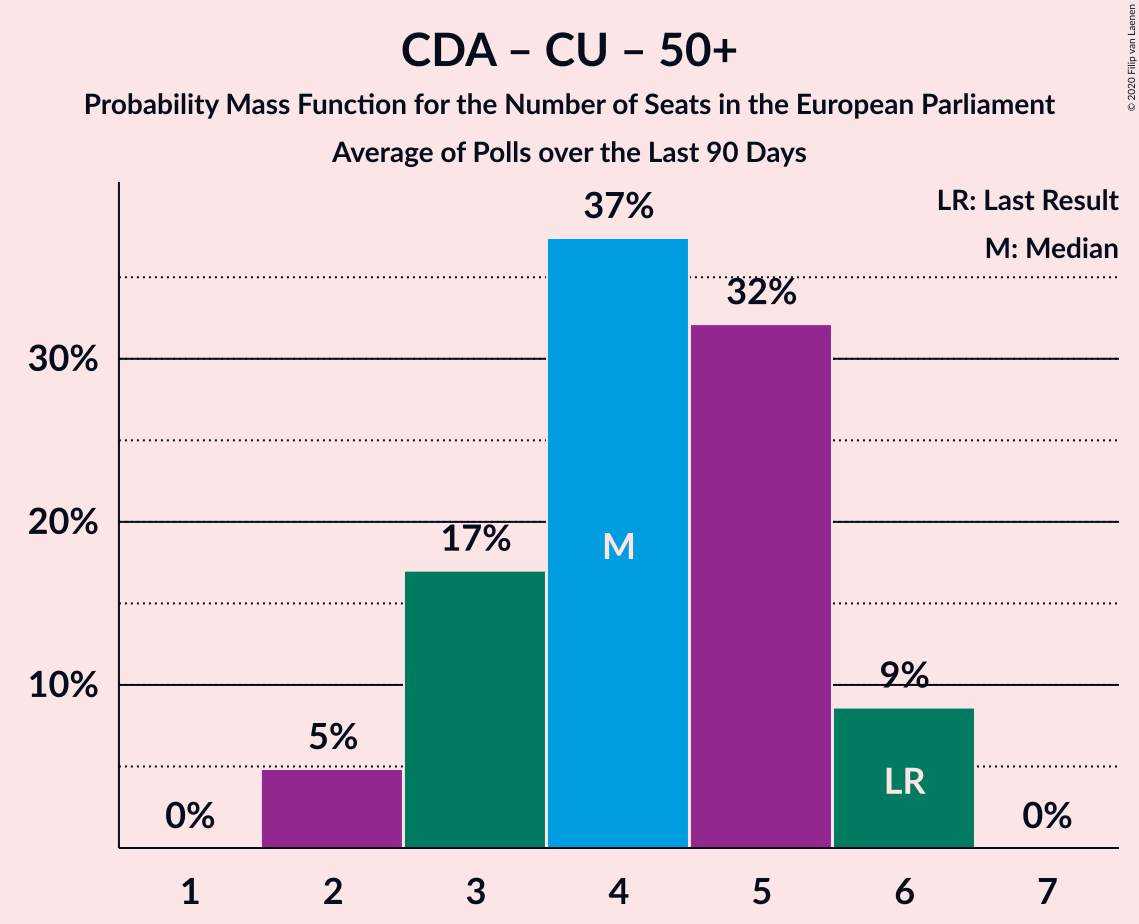 CDA – CU – 50+
Probability Mass Function for the Number of Seats in the European Parliament
Average of Polls over the Last 90 Days
© 2020 Filip van Laenen
LR: Last Result
M: Median
37%
32%
30%
20%
17%
M
10%
9%
5%
LR
0%
0%
1 2 3 4 5 6 7